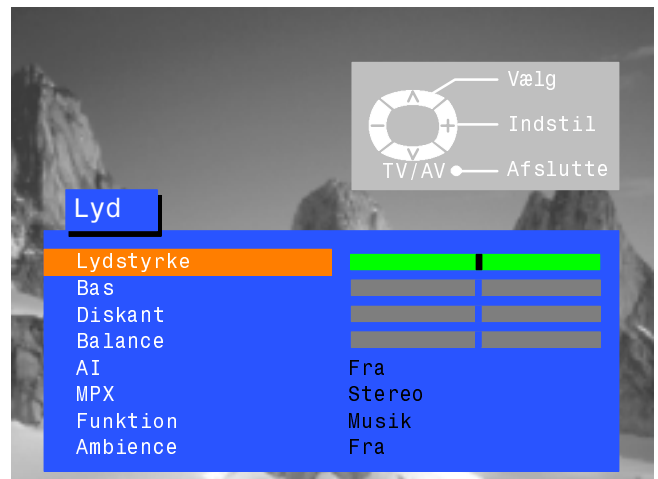 Vælg
Indstil
TV/AV Afslutte
Lyd
Lydstyrke
Bas
Diskant
Balance
AI Fra
MPX Stereo
Funktion Musik
Ambience Fra